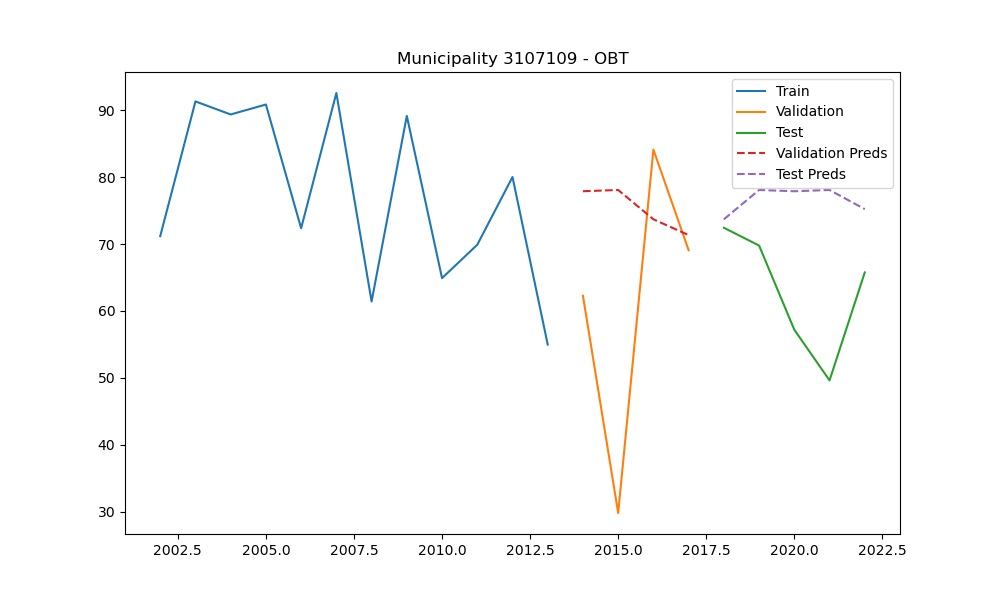 Municipality 3107109 - OBT
Train
Validation
Test
Validation Preds
Test Preds
90
80
70
60
50
40
30
2002.5 2005.0 2007.5 2010.0 2012.5 2015.0 2017.5 2020.0 2022.5